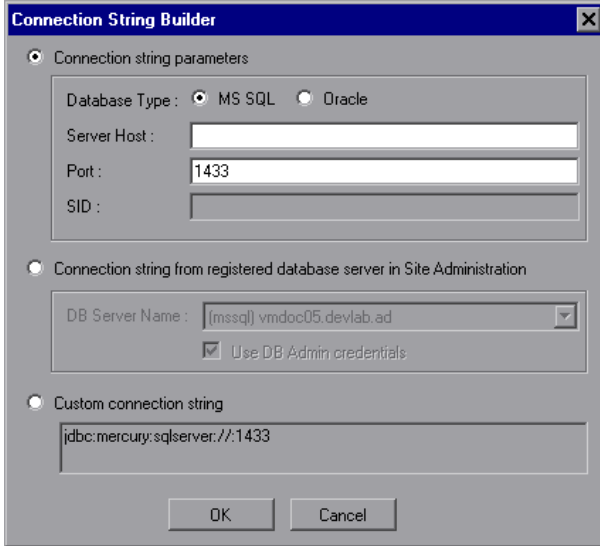 Connection String Builder
Connection string parameters
Database Type : MS SQL Oracle
Server Host :
Port : 1433
SID :
Connection string from registered database server in Site Administration
DB Server Name : (mssql) vmdoc05.devlab.ad
Use DB Admin credentials
Custom connection string
jdbc:mercury:sqlserver://:1433
OK Cancel